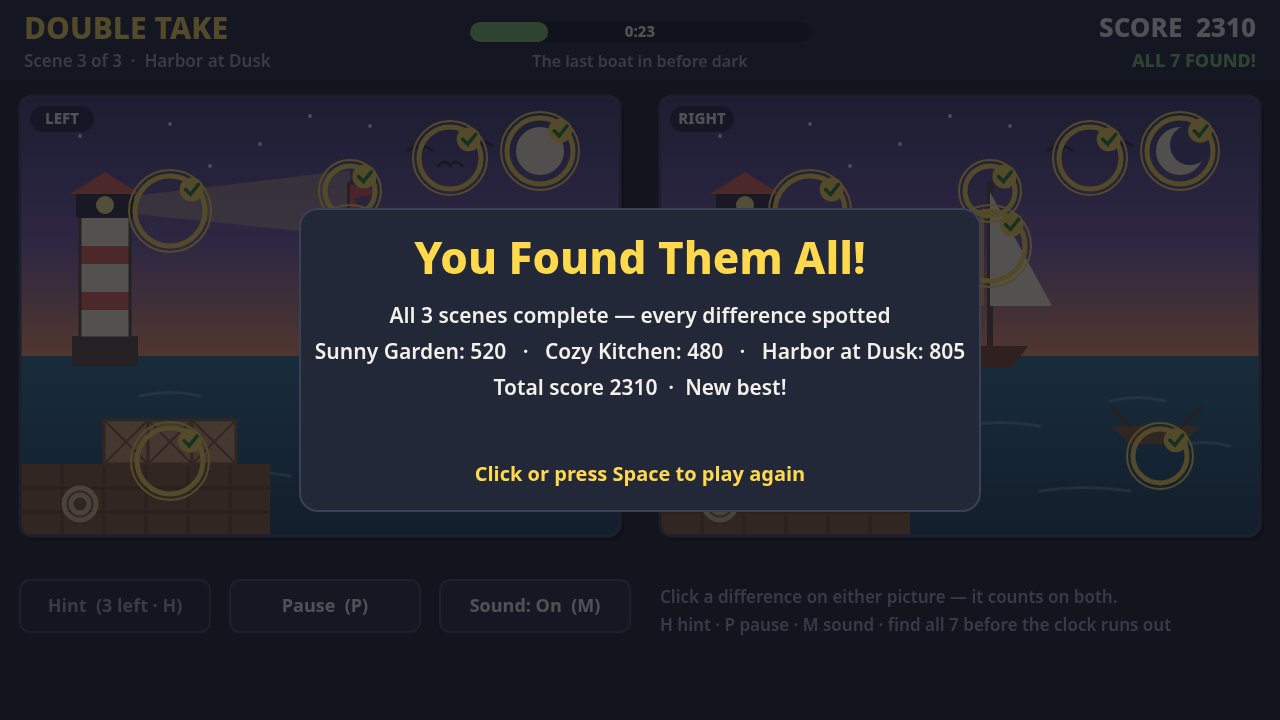 DOUBLE TAKE
0:23
SCORE 2310
Scene 3 of 3 · Harbor at Dusk
The last boat in before dark
ALL 7 FOUND!
LEFT
RIGHT
You Found Them All!
All 3 scenes complete — every difference spotted
Sunny Garden: 520 · Cozy Kitchen: 480 · Harbor at Dusk: 805
Total score 2310 · New best!
Click or press Space to play again
Hint (3 left · H)
Pause (P)
Sound: On (M)
Click a difference on either picture — it counts on both.
H hint · P pause · M sound · find all 7 before the clock runs out